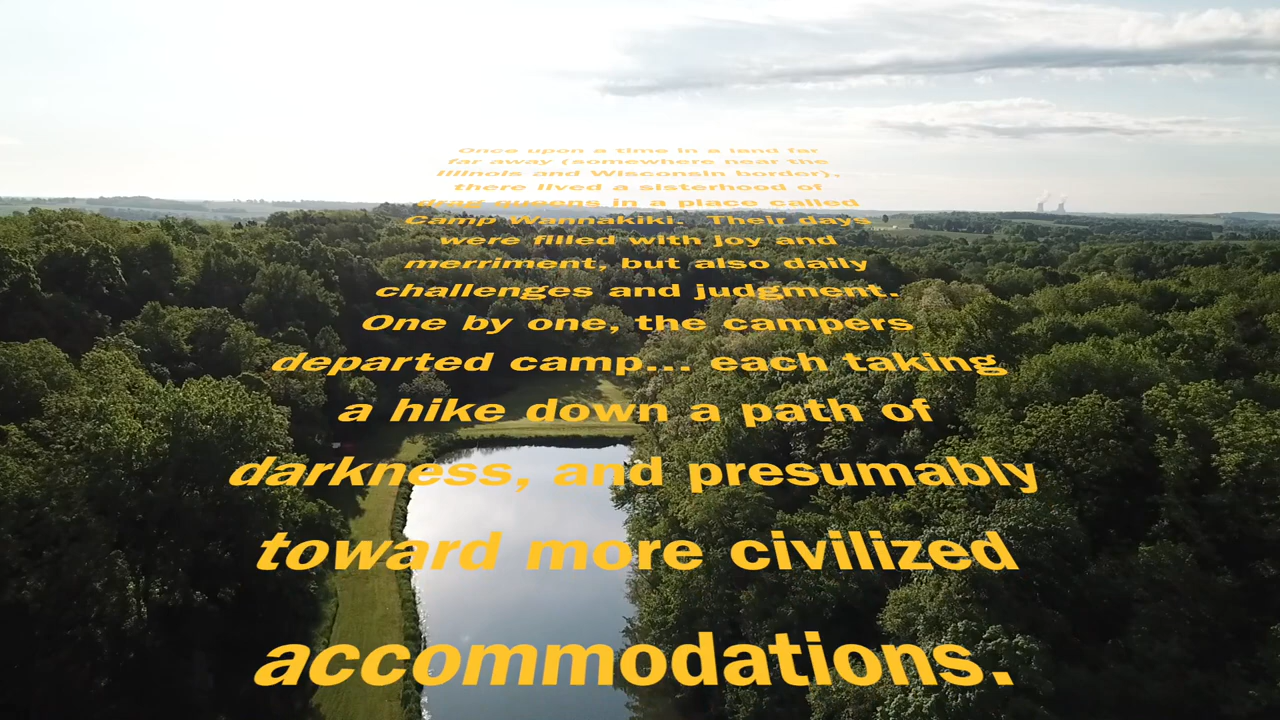 Once upon a time in a land far
far away (somewhere near the
Illinois and Wisconsin border),
there lived a sisterhood of
drag queens in a place called
Camp Wannakiki. Their days
were filled with joy and
merriment, but also daily
challenges and judgment.
One by one, the campers
departed camp... each taking
a hike down a path of
darkness, and presumably
toward more civilized
accommodations.